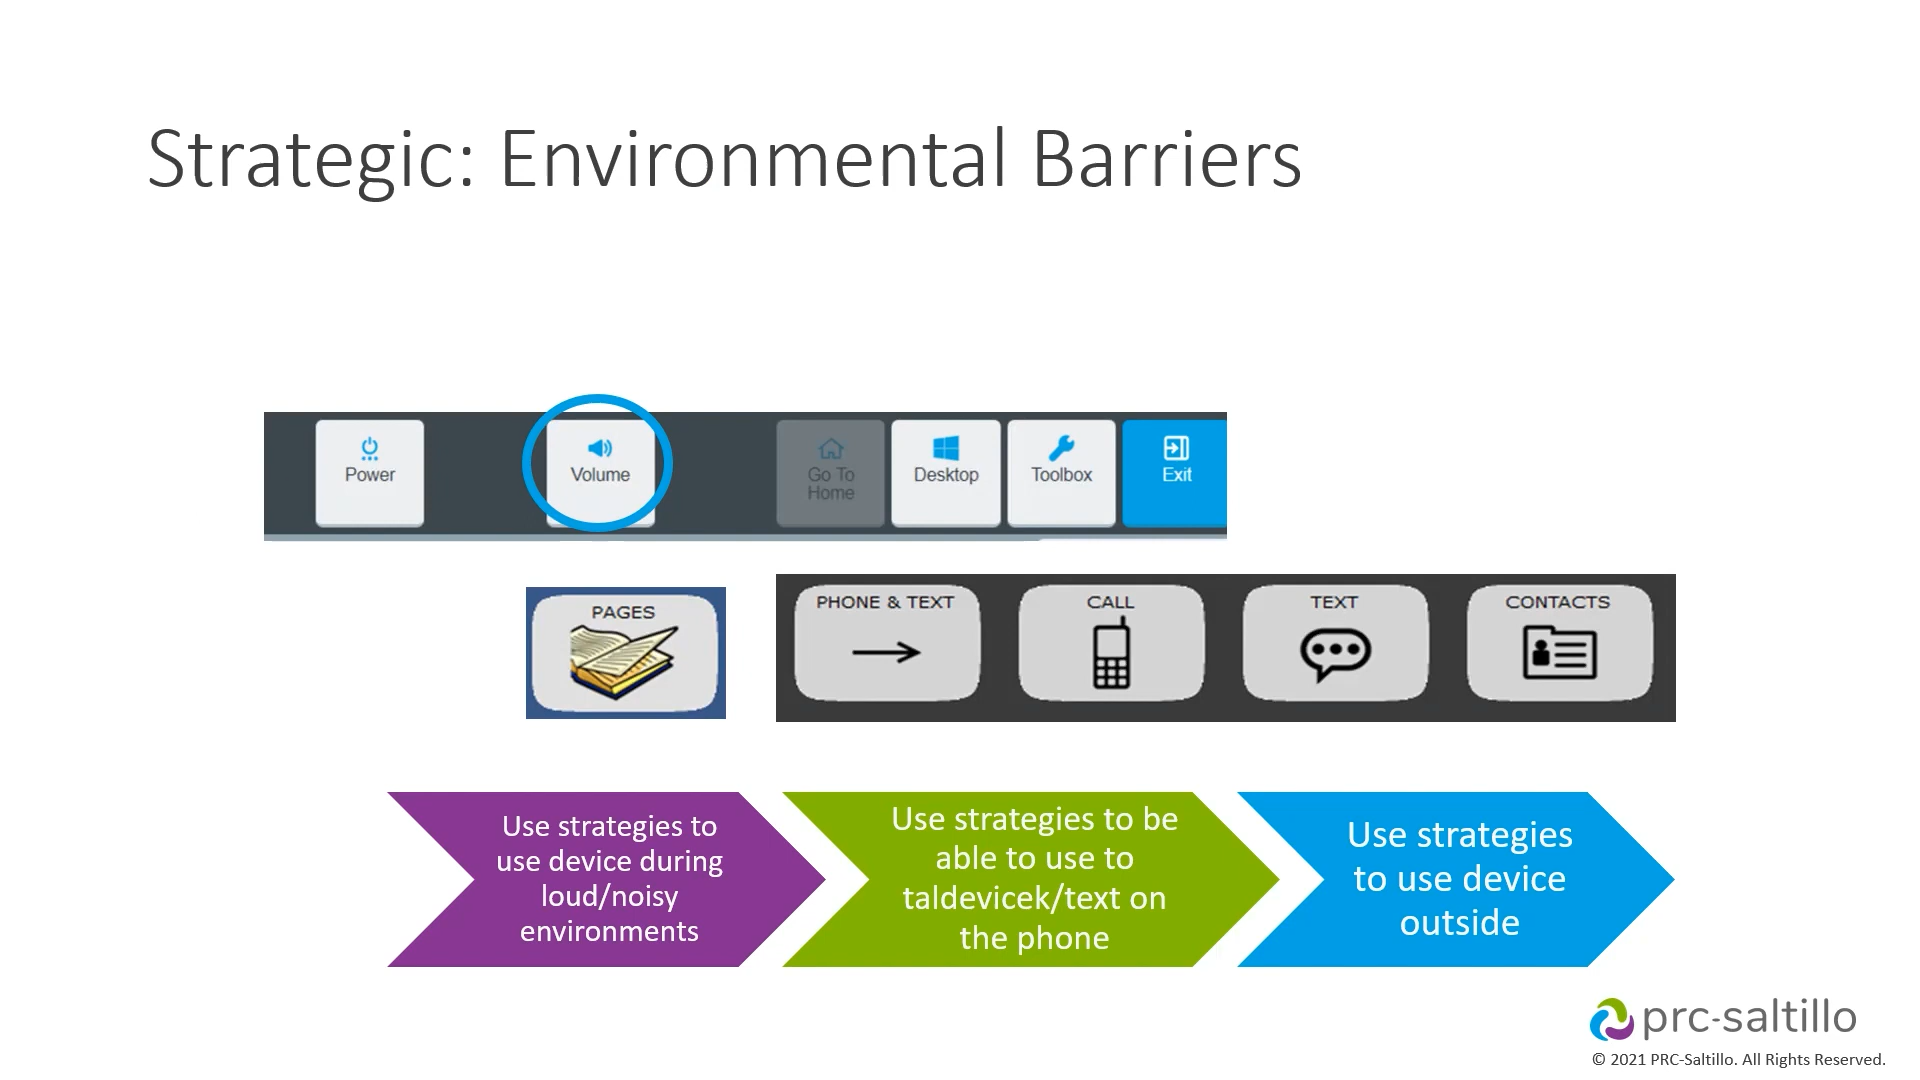 Strategic: Environmental Barriers
Power
Volume
Go To
Home
Desktop
Toolbox
Exit
PAGES
PHONE & TEXT
CALL
TEXT
CONTACTS
Use strategies to
use device during
loud/noisy
environments
Use strategies to be
able to use to
taldevicek/text on
the phone
Use strategies
to use device
outside
prc-saltillo
© 2021 PRC-Saltillo. All Rights Reserved.